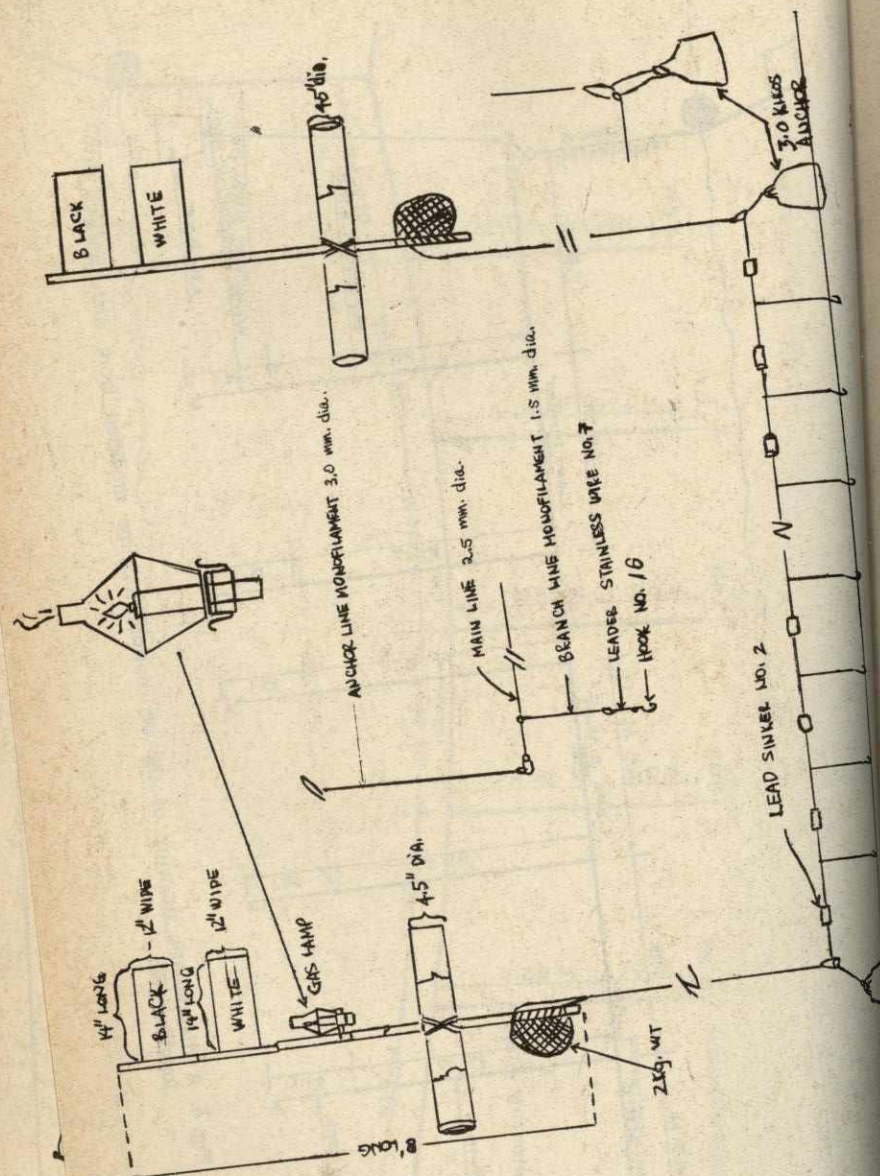 14" LONG
BLACK
12" WIDE
14" LONG
WHITE
12" WIDE
GAS LAMP
8' LONG
4.5" DIA.
2 Kg. WT
ANCHOR LINE MONOFILAMENT 3.0 mm. dia.
MAIN LINE 2.5 mm. dia.
BRANCH LINE MONOFILAMENT 1.5 mm. dia.
LEADER STAINLESS WIRE NO. 7
HOOK NO. 16
LEAD SINKER NO. 2
BLACK
WHITE
45" dia.
3.0 KILOS
ANCHOR